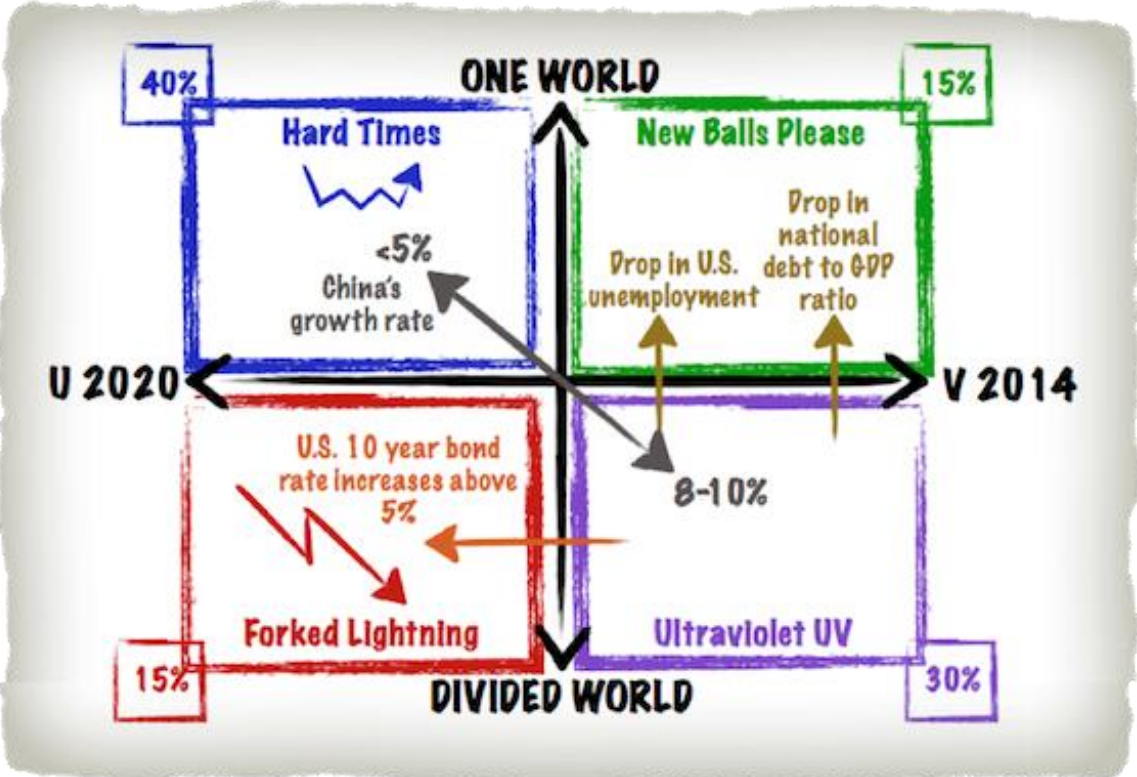 40%
ONE WORLD
15%
Hard Times
New Balls Please
<5%
China's
growth rate
Drop in U.S.
unemployment
Drop in
national
debt to GDP
ratio
U 2020
V 2014
U.S. 10 year bond
rate increases above
5%
8-10%
Forked Lightning
Ultraviolet UV
15%
DIVIDED WORLD
30%